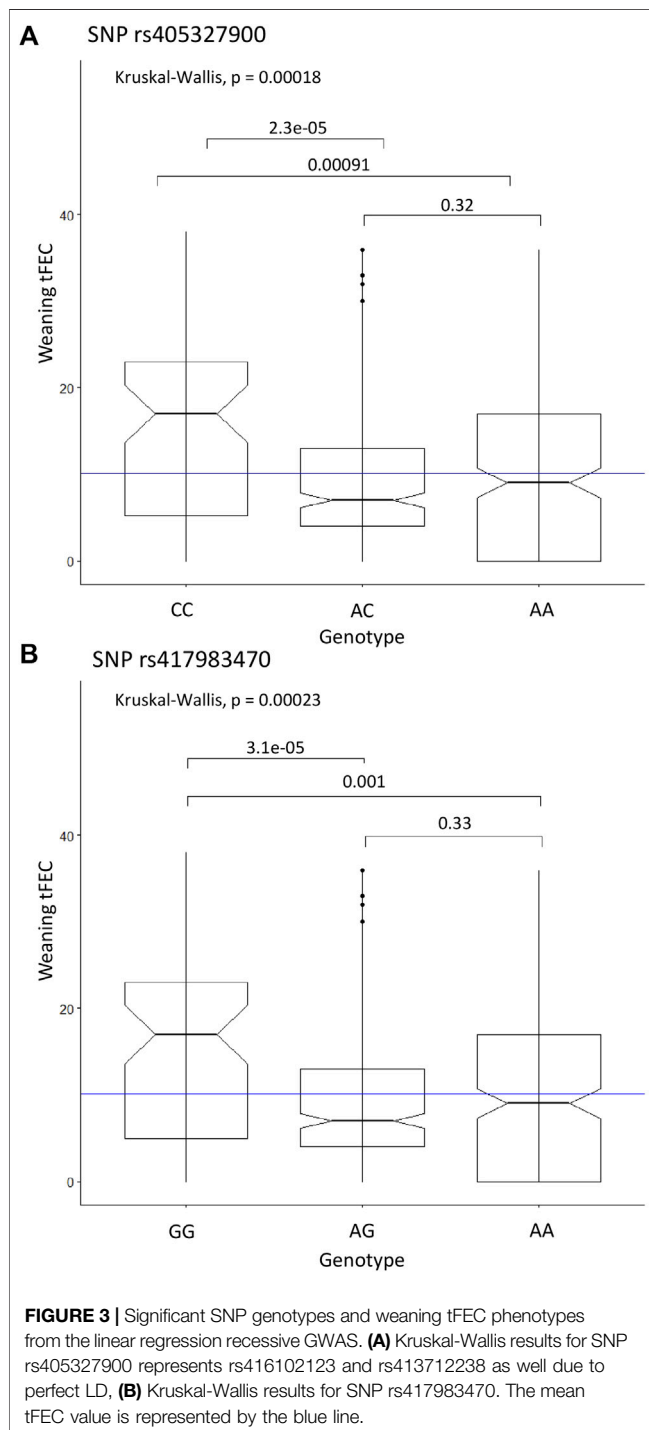 A
SNP rs405327900
Kruskal-Wallis, p = 0.00018
2.3e-05
0.00091
0.32
40
20
0
Weaning tFEC
CC AC AA
Genotype
B
SNP rs417983470
Kruskal-Wallis, p = 0.00023
3.1e-05
0.001
0.33
40
20
0
Weaning tFEC
GG AG AA
Genotype
FIGURE 3 | Significant SNP genotypes and weaning tFEC phenotypes
from the linear regression recessive GWAS. (A) Kruskal-Wallis results for SNP
rs405327900 represents rs416102123 and rs413712238 as well due to
perfect LD, (B) Kruskal-Wallis results for SNP rs417983470. The mean
tFEC value is represented by the blue line.